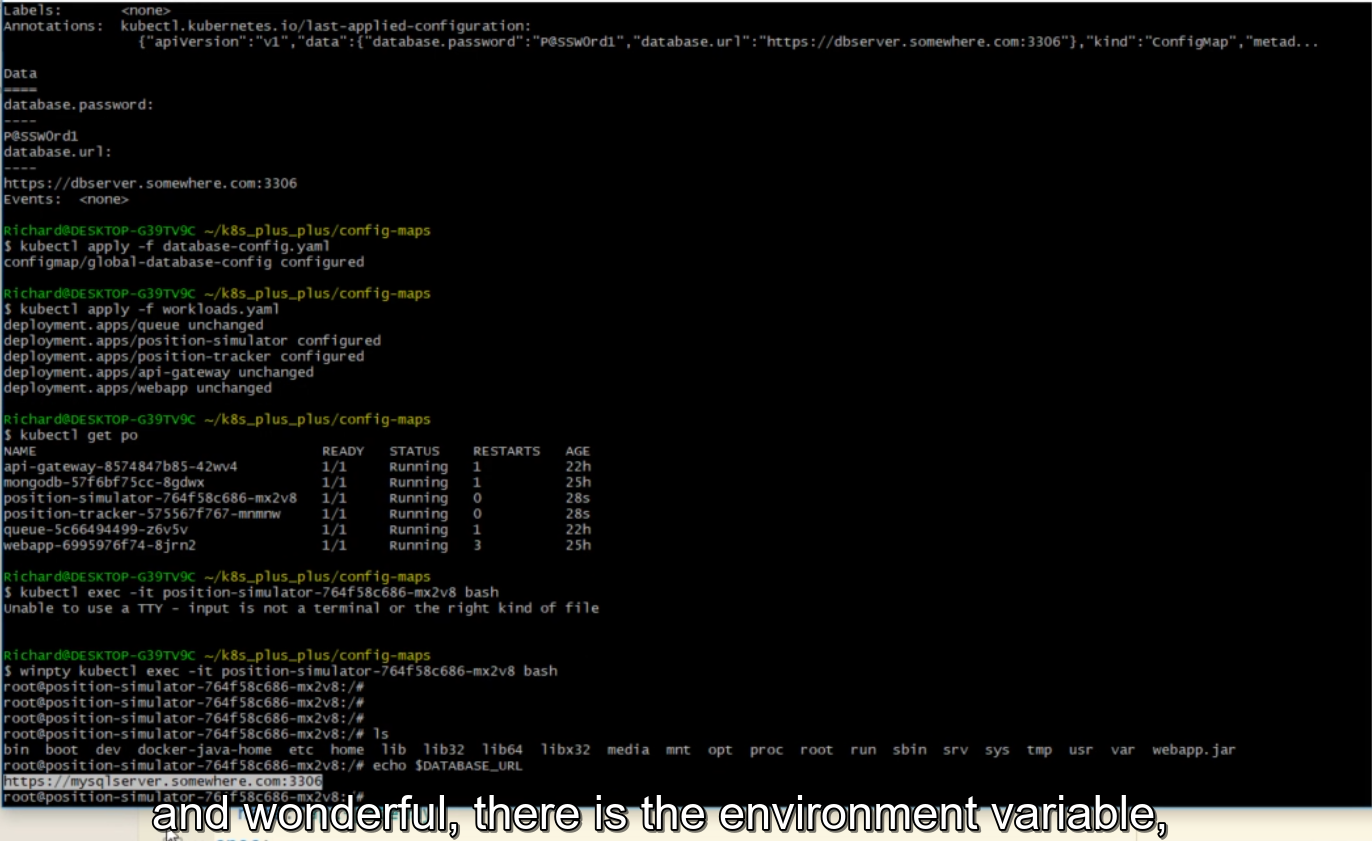 Labels: <none>
Annotations: kubectl.kubernetes.io/last-applied-configuration:
{"apiVersion":"v1","data":{"database.password":"P@SSW0rd1","database.url":"https://dbserver.somewhere.com:3306"},"kind":"ConfigMap","metad...
Data
====
database.password:
----
P@SSW0rd1
database.url:
----
https://dbserver.somewhere.com:3306
Events: <none>
Richard@DESKTOP-G39TV9C ~/k8s_plus_plus/config-maps
$ kubectl apply -f database-config.yaml
configmap/global-database-config configured
Richard@DESKTOP-G39TV9C ~/k8s_plus_plus/config-maps
$ kubectl apply -f workloads.yaml
deployment.apps/queue unchanged
deployment.apps/position-simulator configured
deployment.apps/position-tracker configured
deployment.apps/api-gateway unchanged
deployment.apps/webapp unchanged
Richard@DESKTOP-G39TV9C ~/k8s_plus_plus/config-maps
$ kubectl get po
NAME READY STATUS RESTARTS AGE
api-gateway-8574847b85-42wv4 1/1 Running 1 22h
mongodb-57f6bf75cc-8gdwx 1/1 Running 1 25h
position-simulator-764f58c686-mx2v8 1/1 Running 0 28s
position-tracker-575567f767-mnmnw 1/1 Running 0 28s
queue-5c66494499-z6v5v 1/1 Running 1 22h
webapp-6995976f74-8jrn2 1/1 Running 3 25h
Richard@DESKTOP-G39TV9C ~/k8s_plus_plus/config-maps
$ kubectl exec -it position-simulator-764f58c686-mx2v8 bash
Unable to use a TTY - input is not a terminal or the right kind of file
Richard@DESKTOP-G39TV9C ~/k8s_plus_plus/config-maps
$ winpty kubectl exec -it position-simulator-764f58c686-mx2v8 bash
root@position-simulator-764f58c686-mx2v8:/#
root@position-simulator-764f58c686-mx2v8:/#
root@position-simulator-764f58c686-mx2v8:/#
root@position-simulator-764f58c686-mx2v8:/# ls
bin boot dev docker-java-home etc home lib lib32 lib64 libx32 media mnt opt proc root run sbin srv sys tmp usr var webapp.jar
root@position-simulator-764f58c686-mx2v8:/# echo $DATABASE_URL
https://mysqlserver.somewhere.com:3306
root@position-simulator-764f58c686-mx2v8:/#
and wonderful, there is the environment variable,